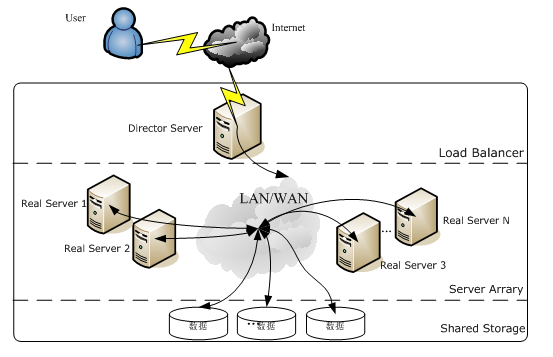 User
Internet
Director Server
Load Balancer
LAN/WAN
Real Server 1
Real Server 2
Real Server N
...
Real Server 3
Server Arrary
数据
...数据
数据
Shared Storage